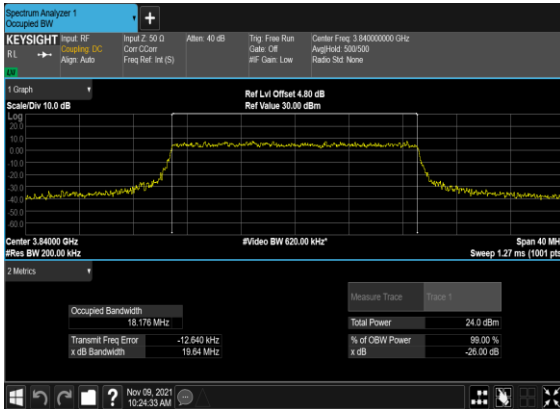 Spectrum Analyzer 1
Occupied BW
+
KEYSIGHT Input: RF Input Z: 50 Ω Atten: 40 dB Trig: Free Run Center Freq: 3.840000000 GHz
RL Coupling: DC Corr CCorr Gate: Off Avg|Hold: 500/500
Align: Auto Freq Ref: Int (S) #IF Gain: Low Radio Std: None
1 Graph
Ref Lvl Offset 4.80 dB
Scale/Div 10.0 dB Ref Value 30.00 dBm
Log
20.0
10.0
0.00
-10.0
-20.0
-30.0
-40.0
-50.0
-60.0
Center 3.84000 GHz #Video BW 620.00 kHz* Span 40 MH
#Res BW 200.00 kHz Sweep 1.27 ms (1001 pts
2 Metrics
Measure Trace Trace 1
Occupied Bandwidth
18.176 MHz Total Power 24.0 dBm
Transmit Freq Error -12.640 kHz % of OBW Power 99.00 %
x dB Bandwidth 19.64 MHz x dB -26.00 dB
? Nov 09, 2021
10:24:33 AM